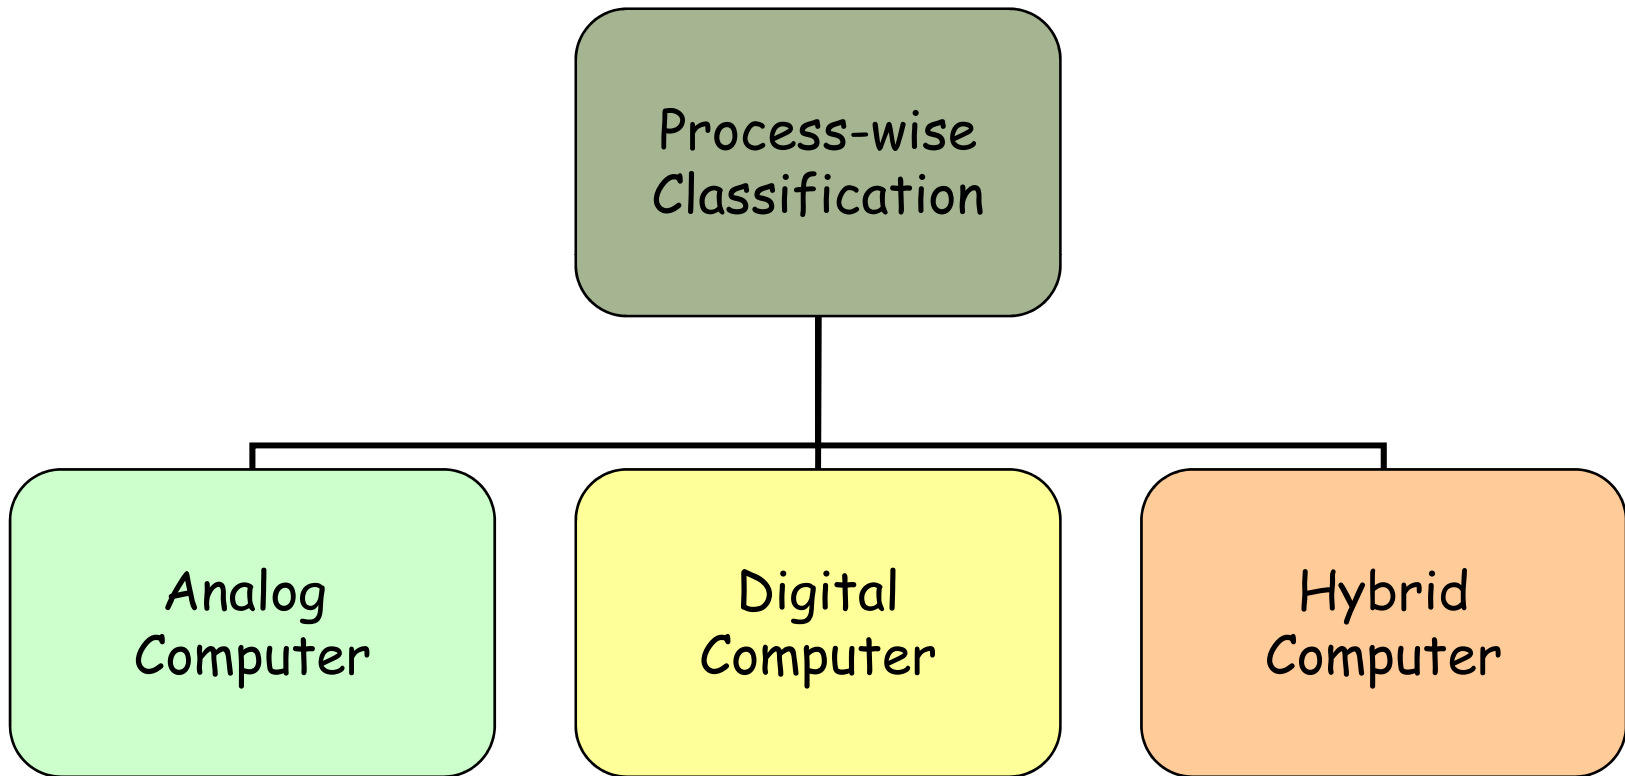 Process-wise
Classification
Analog
Computer
Digital
Computer
Hybrid
Computer